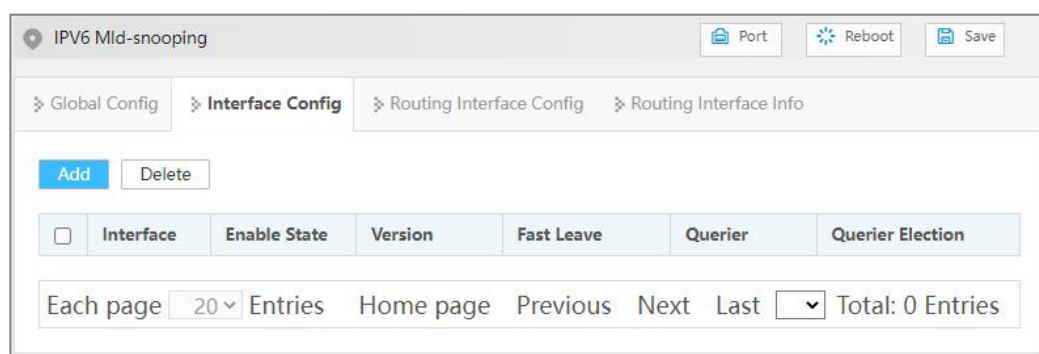 IPV6 Mld-snooping Port Reboot Save
Global Config Interface Config Routing Interface Config Routing Interface Info
Add Delete
Interface Enable State Version Fast Leave Querier Querier Election
Each page 20 Entries Home page Previous Next Last Total: 0 Entries